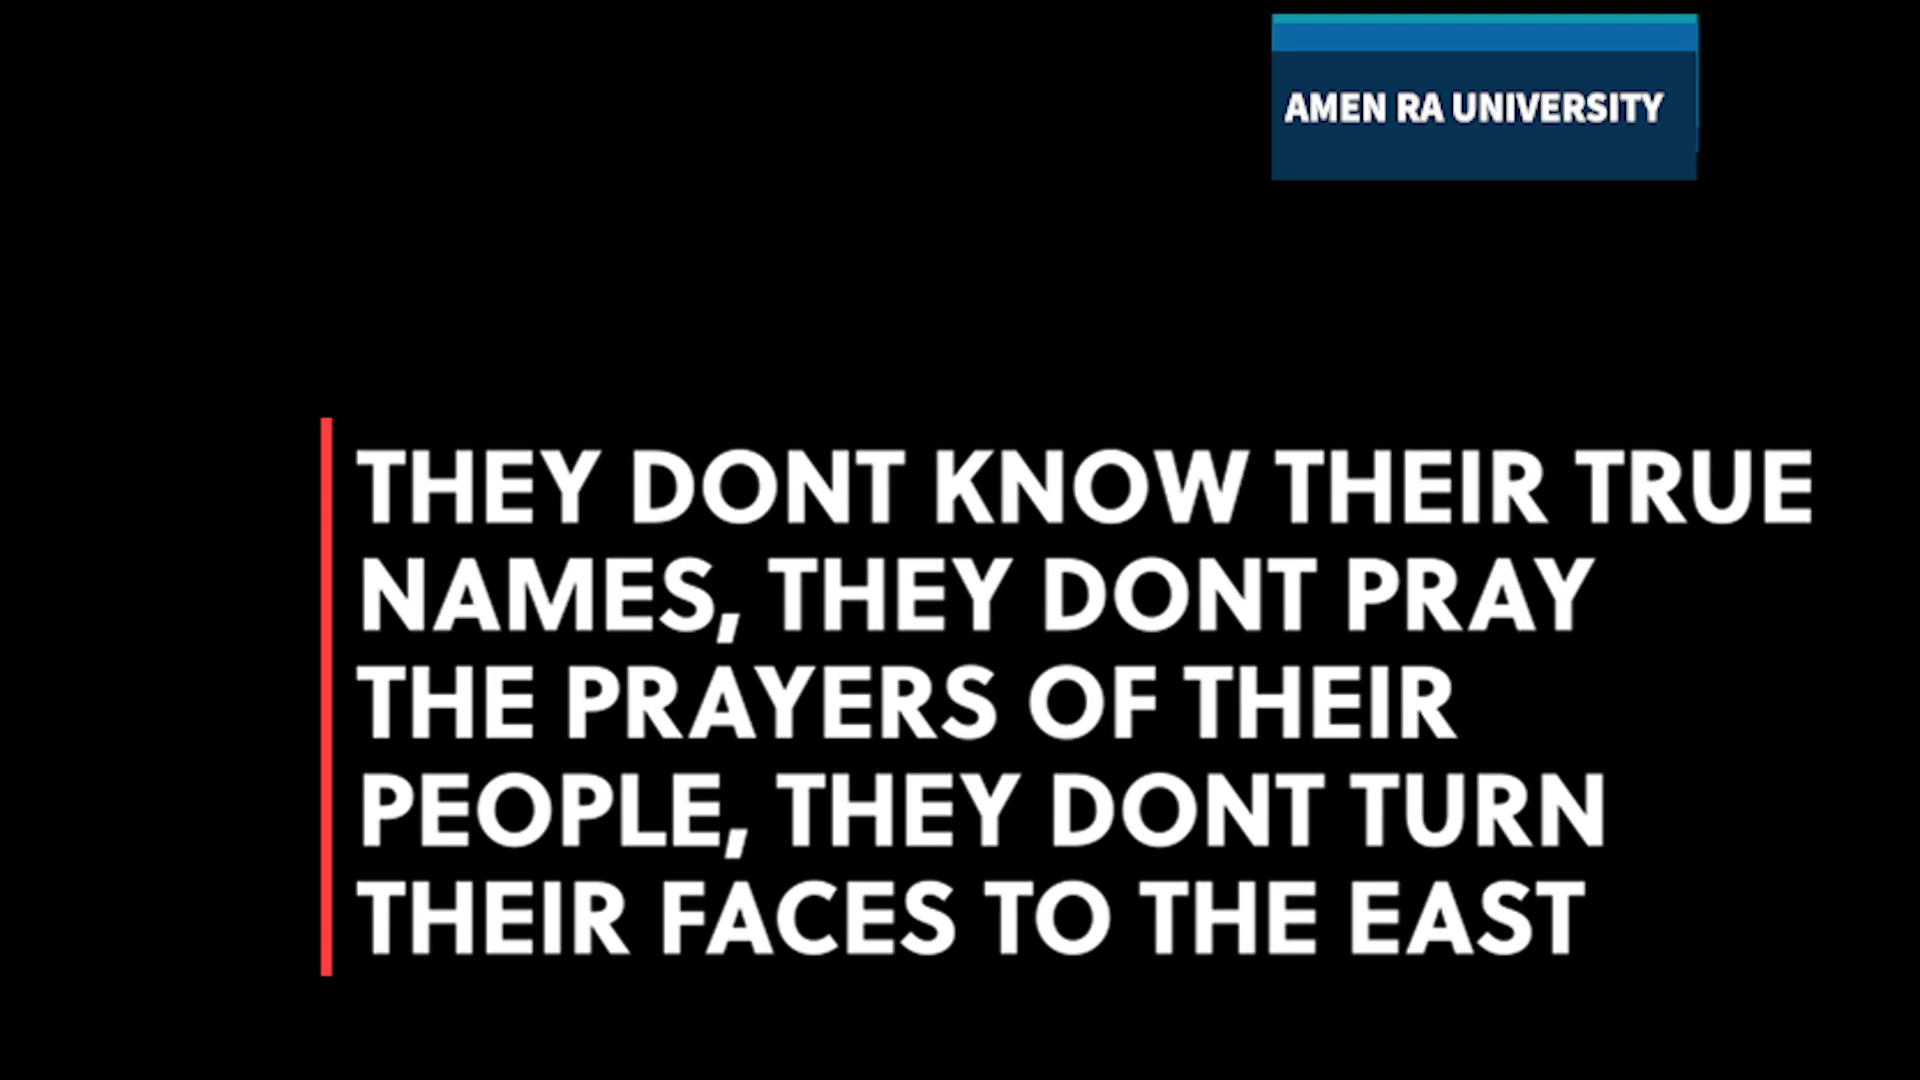 AMEN RA UNIVERSITY
THEY DONT KNOW THEIR TRUE
NAMES, THEY DONT PRAY
THE PRAYERS OF THEIR
PEOPLE, THEY DONT TURN
THEIR FACES TO THE EAST